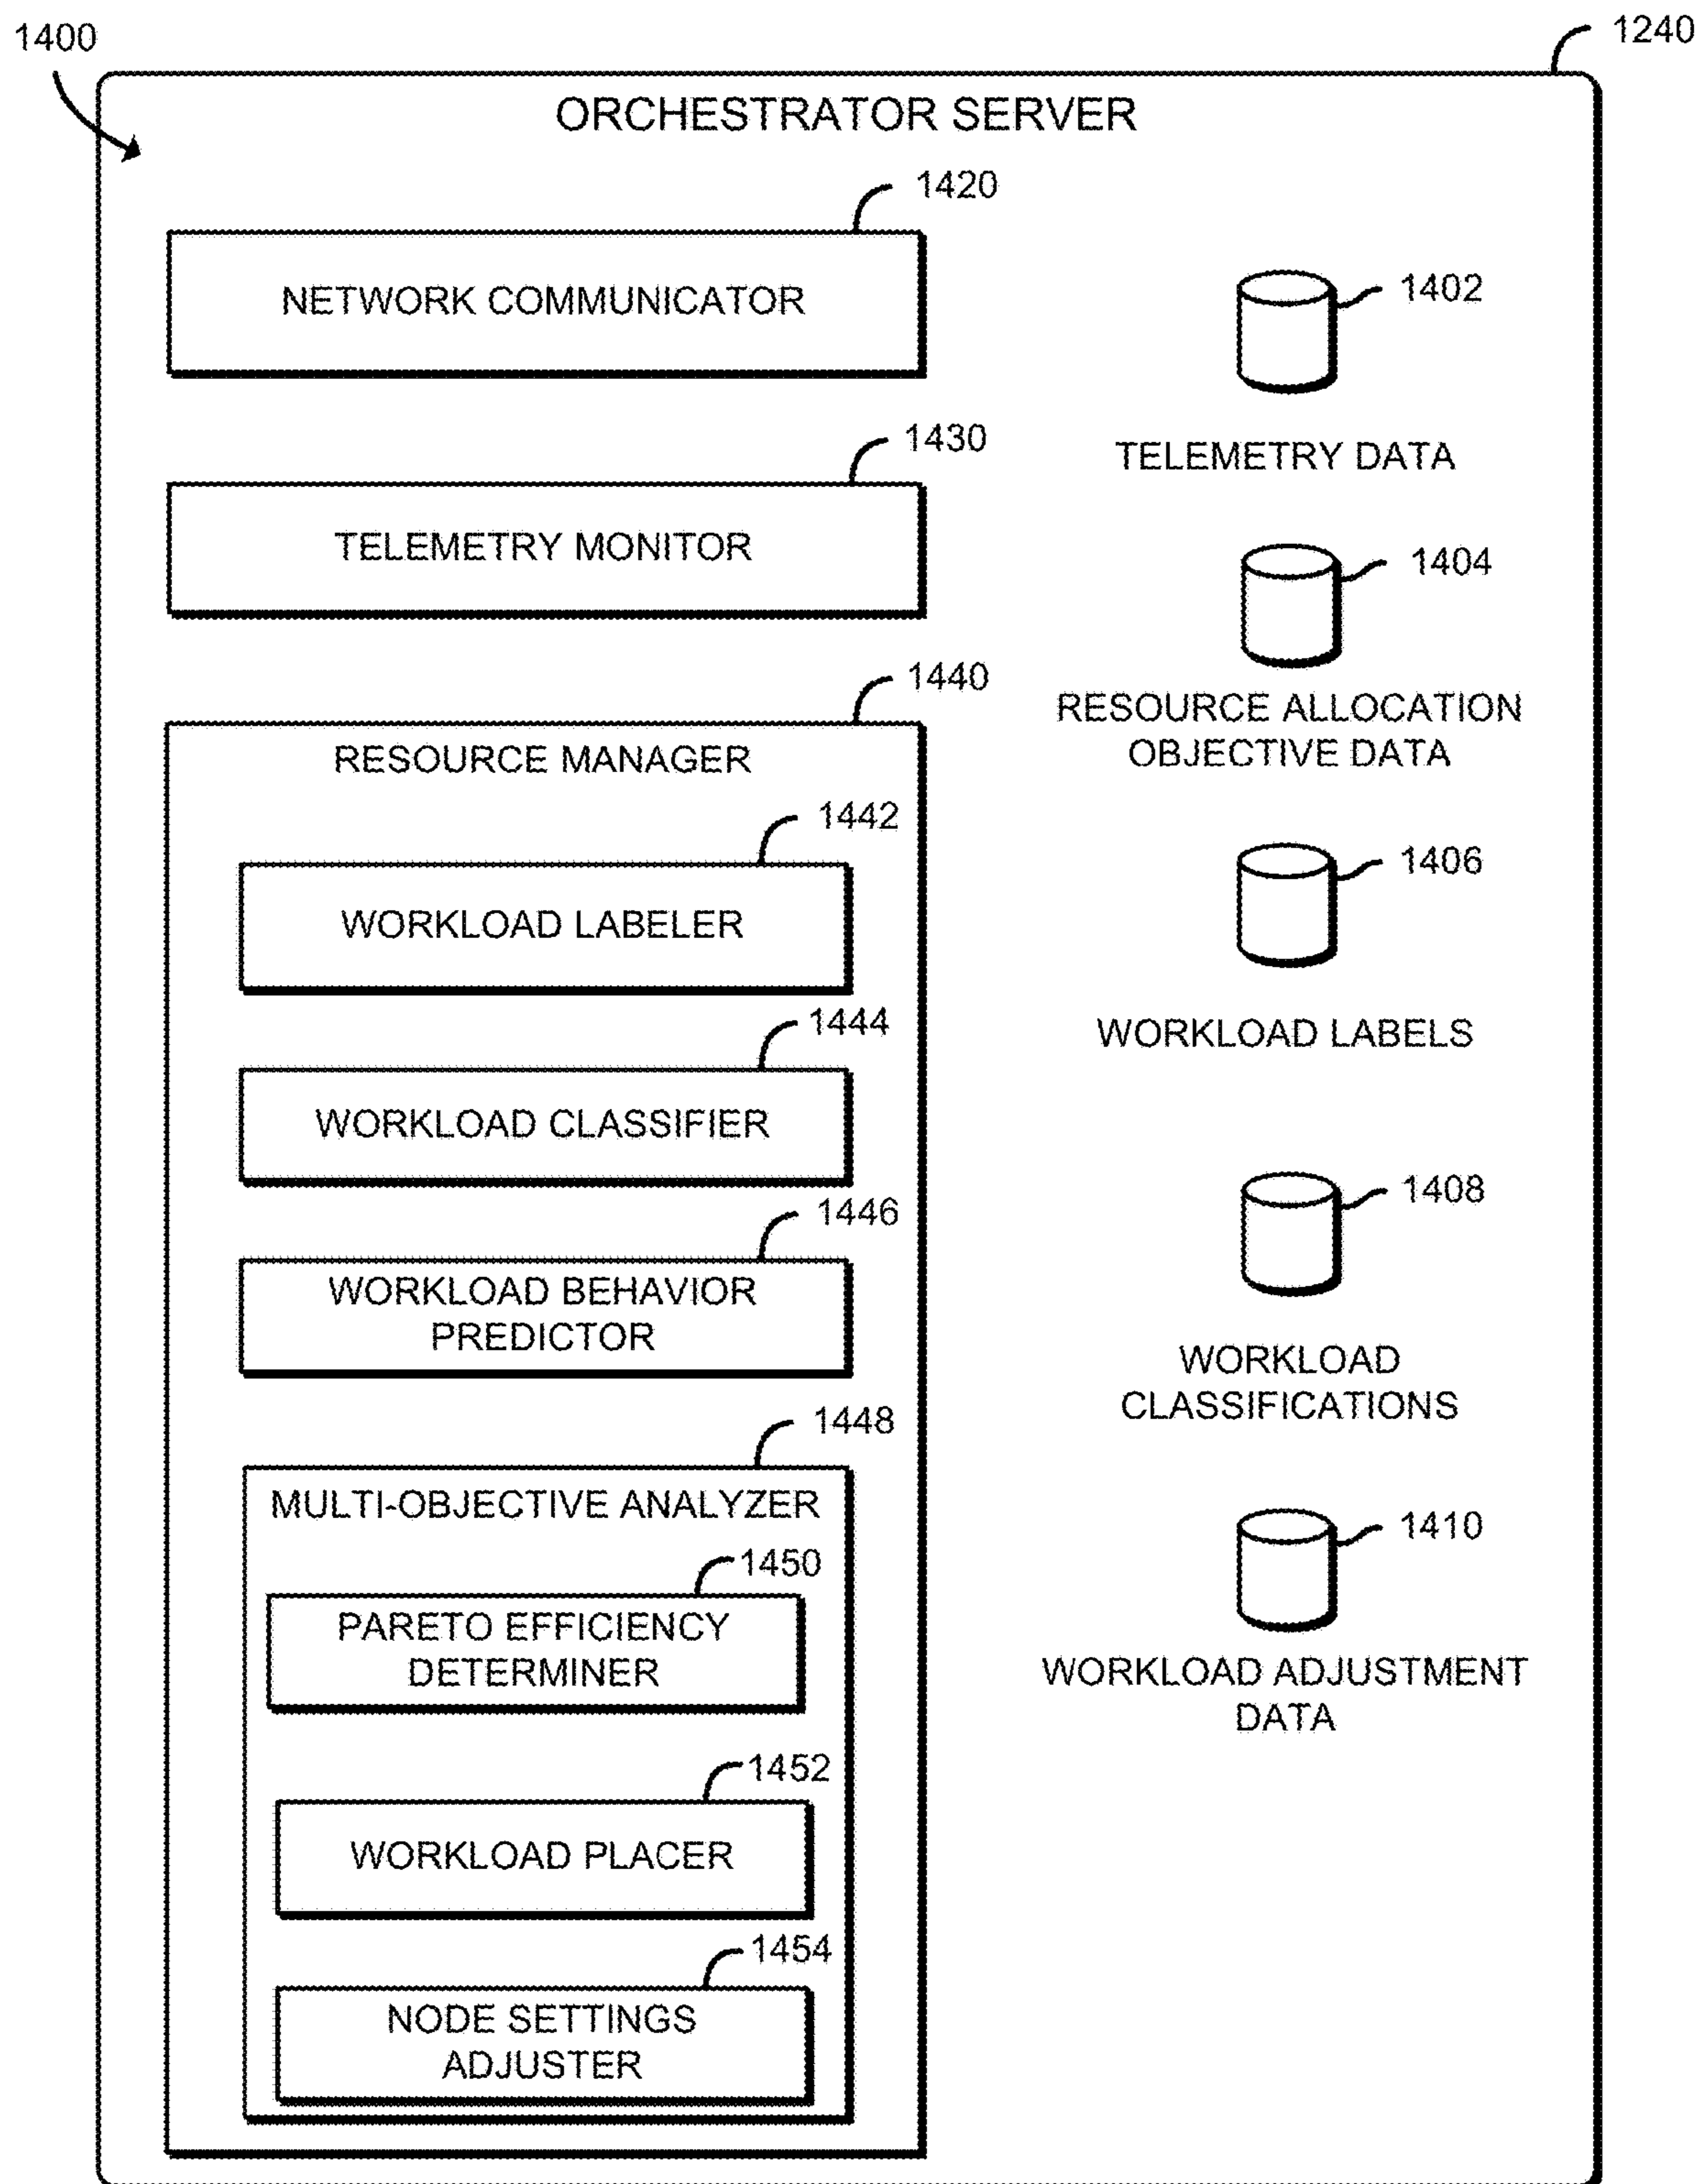 1400
1240
ORCHESTRATOR SERVER
1420
NETWORK COMMUNICATOR
1430
TELEMETRY MONITOR
1440
RESOURCE MANAGER
1442
WORKLOAD LABELER
1444
WORKLOAD CLASSIFIER
1446
WORKLOAD BEHAVIOR
PREDICTOR
1448
MULTI-OBJECTIVE ANALYZER
1450
PARETO EFFICIENCY
DETERMINER
1452
WORKLOAD PLACER
1454
NODE SETTINGS
ADJUSTER
1402
TELEMETRY DATA
1404
RESOURCE ALLOCATION
OBJECTIVE DATA
1406
WORKLOAD LABELS
1408
WORKLOAD
CLASSIFICATIONS
1410
WORKLOAD ADJUSTMENT
DATA